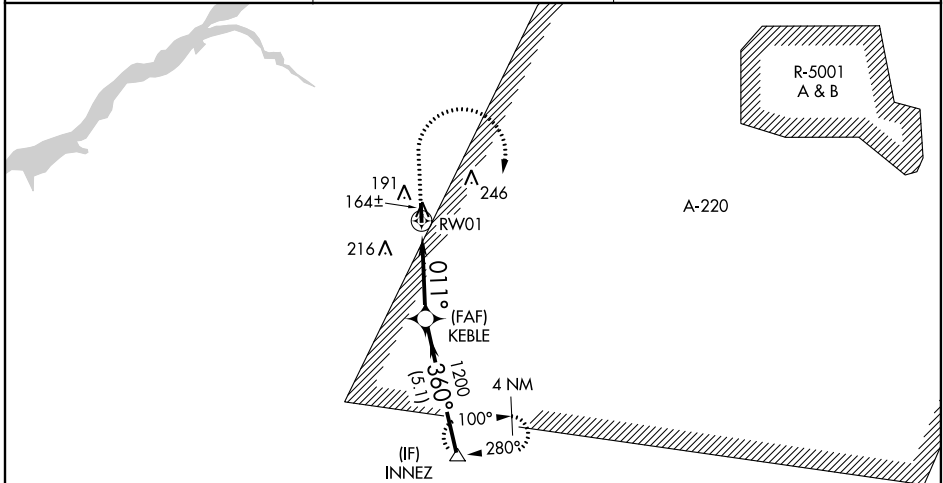 R-5001
A & B
191
246
164±
A-220
RW01
216
011°
(FAF)
KEBLE
1200
360°
(5.1)
4 NM
100°
280°
(IF)
INNEZ